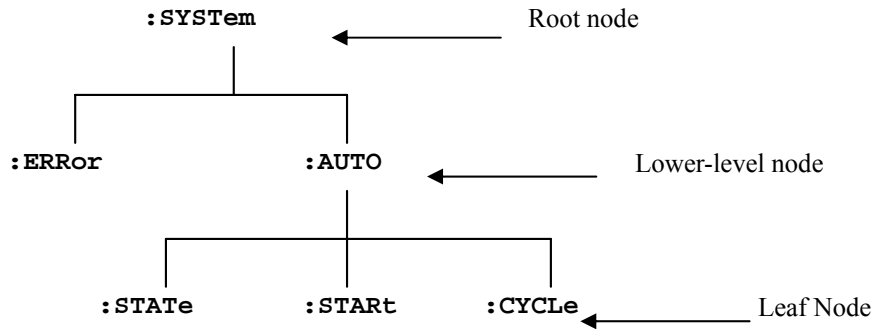 :SYSTem Root node
:ERRor :AUTO Lower-level node
:STATe :STARt :CYCLe Leaf Node